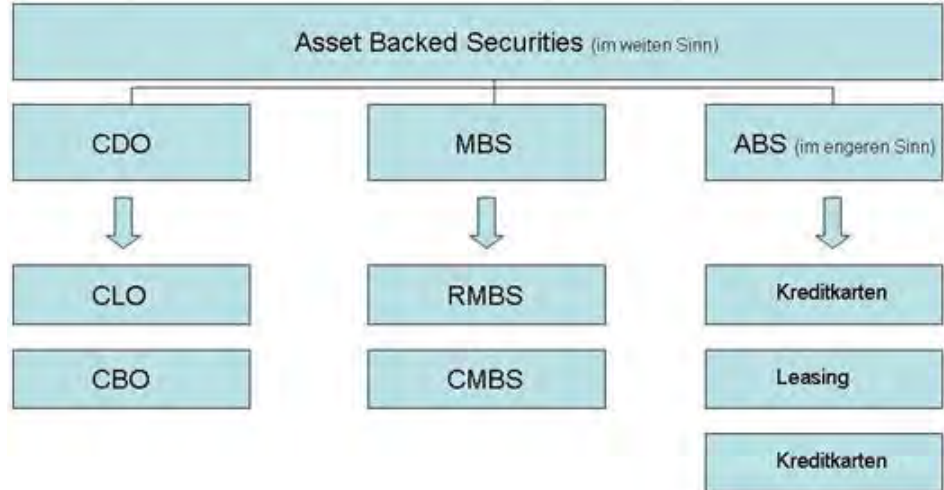 Asset Backed Securities (im weiten Sinn)
CDO
MBS
ABS (im engeren Sinn)
CLO
RMBS
Kreditkarten
CBO
CMBS
Leasing
Kreditkarten